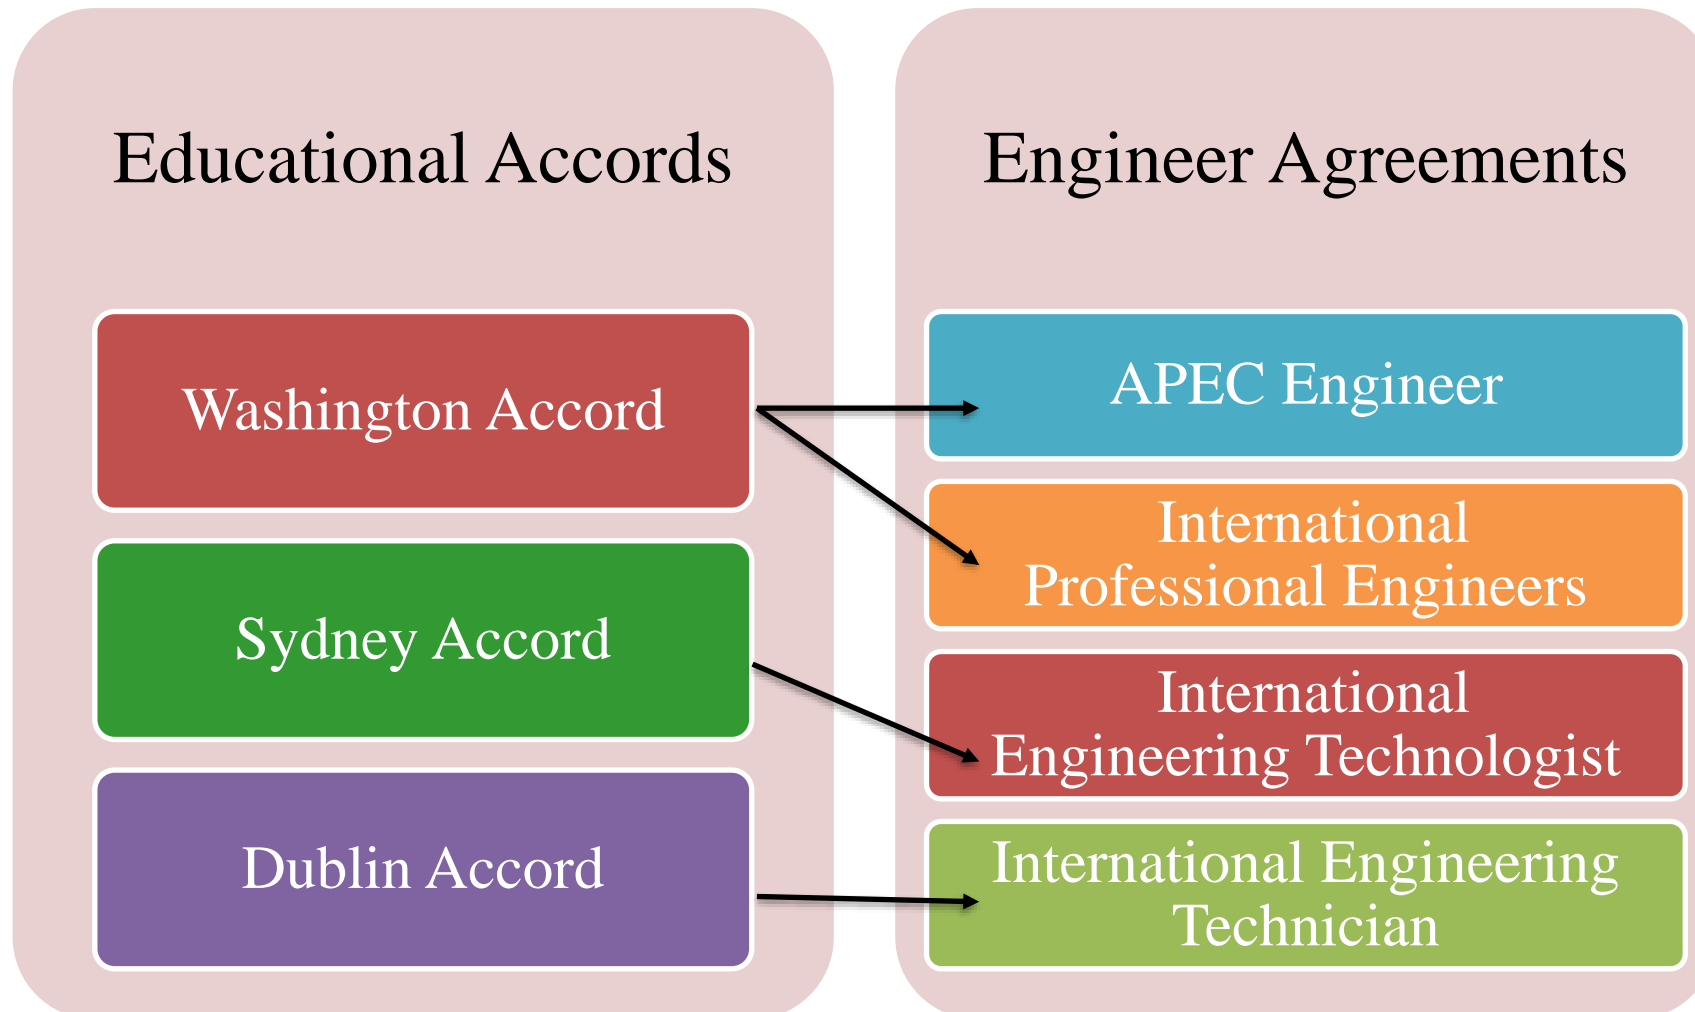 Educational Accords
Washington Accord
Sydney Accord
Dublin Accord
Engineer Agreements
APEC Engineer
International
Professional Engineers
International
Engineering Technologist
International Engineering
Technician